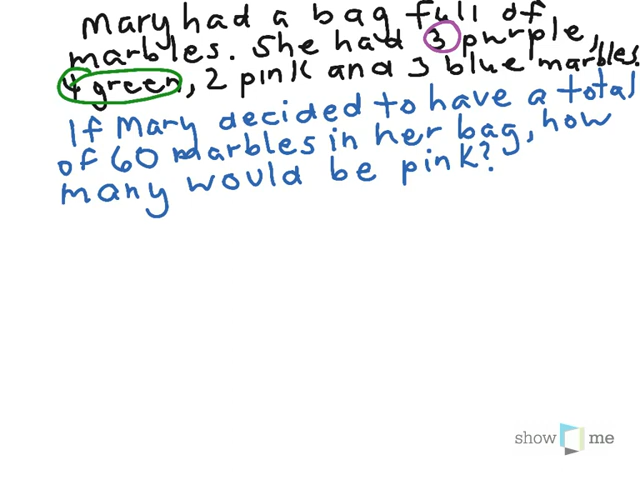 Mary had a bag full of
marbles. She had 3 purple,
4 green, 2 pink and 3 blue marbles.
If Mary decided to have a total
of 60 marbles in her bag, how
many would be pink?
show me